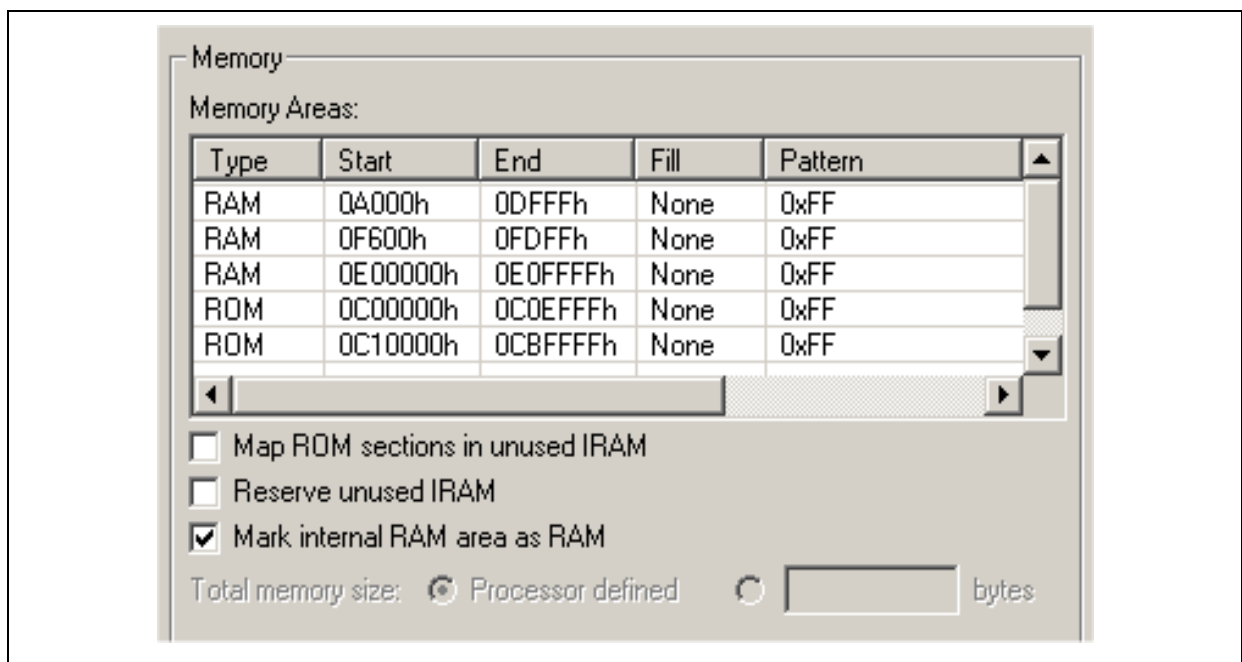 Memory
Memory Areas:
Type Start End Fill Pattern
RAM 0A000h 0DFFFh None 0xFF
RAM 0F600h 0FDFFh None 0xFF
RAM 0E00000h 0E0FFFFh None 0xFF
ROM 0C00000h 0C0EFFFh None 0xFF
ROM 0C10000h 0CBFFFFh None 0xFF
Map ROM sections in unused IRAM
Reserve unused IRAM
Mark internal RAM area as RAM
Total memory size: Processor defined bytes